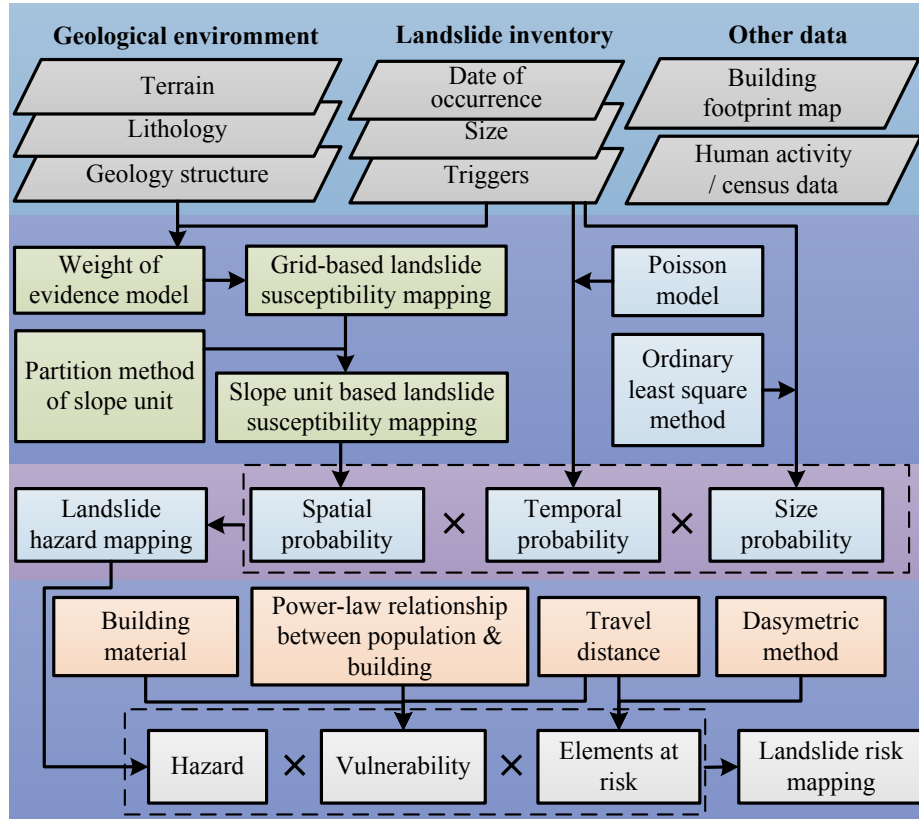 Geological environment
Landslide inventory
Other data
Terrain
Lithology
Geology structure
Date of
occurrence
Size
Triggers
Building
footprint map
Human activity
/ census data
Weight of
evidence model
Grid-based landslide
susceptibility mapping
Poisson
model
Partition method
of slope unit
Slope unit based landslide
susceptibility mapping
Ordinary
least square
method
Landslide
hazard mapping
Spatial
probability
×
Temporal
probability
×
Size
probability
Building
material
Power-law relationship
between population &
building
Travel
distance
Dasymetric
method
Hazard
×
Vulnerability
×
Elements at
risk
Landslide risk
mapping